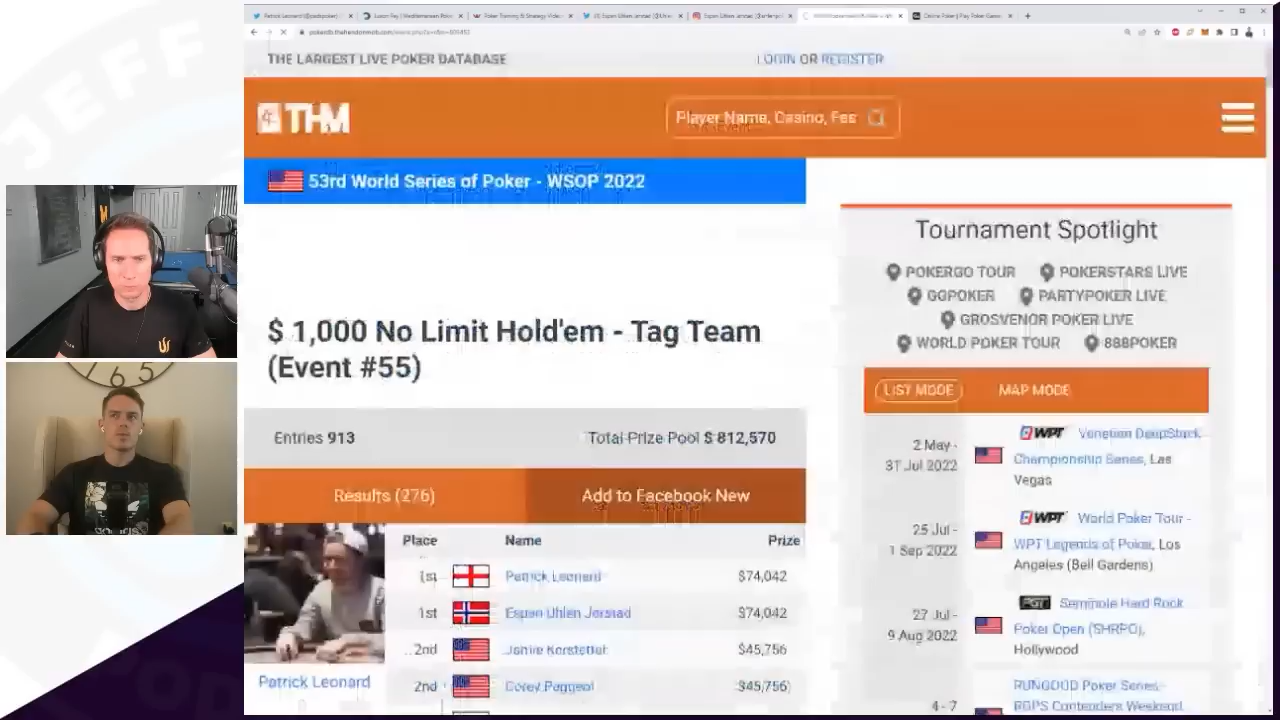 JEFF
Patrick Leonard
THE LARGEST LIVE POKER DATABASE
LOGIN OR REGISTER
THM
Player Name, Casino, Fes
53rd World Series of Poker - WSOP 2022
$ 1,000 No Limit Hold'em - Tag Team
(Event #55)
Entries 913
Total Prize Pool $ 812,570
Results (276)
Add to Facebook New
Place Name Prize
1st Patrick Leonard $74,042
1st Espen Uhlen Jorstad $74,042
2nd Jamie Kerstetter $45,756
2nd Corey Paggeot $45,756
Patrick Leonard
Tournament Spotlight
POKERGO TOUR POKERSTARS LIVE
GGPOKER PARTYPOKER LIVE
GROSVENOR POKER LIVE
WORLD POKER TOUR 888POKER
LIST MODE MAP MODE
2 May -
31 Jul 2022
WPT Venetian DeepStack
Championship Series, Las
Vegas
25 Jul -
1 Sep 2022
WPT World Poker Tour -
WPT Legends of Poker, Los
Angeles (Bell Gardens)
27 Jul -
9 Aug 2022
PGT Seminole Hard Rock
Poker Open (SHRPO),
Hollywood
4 - 7
RUNGOOD Poker Series
RGPS Contenders Weekend